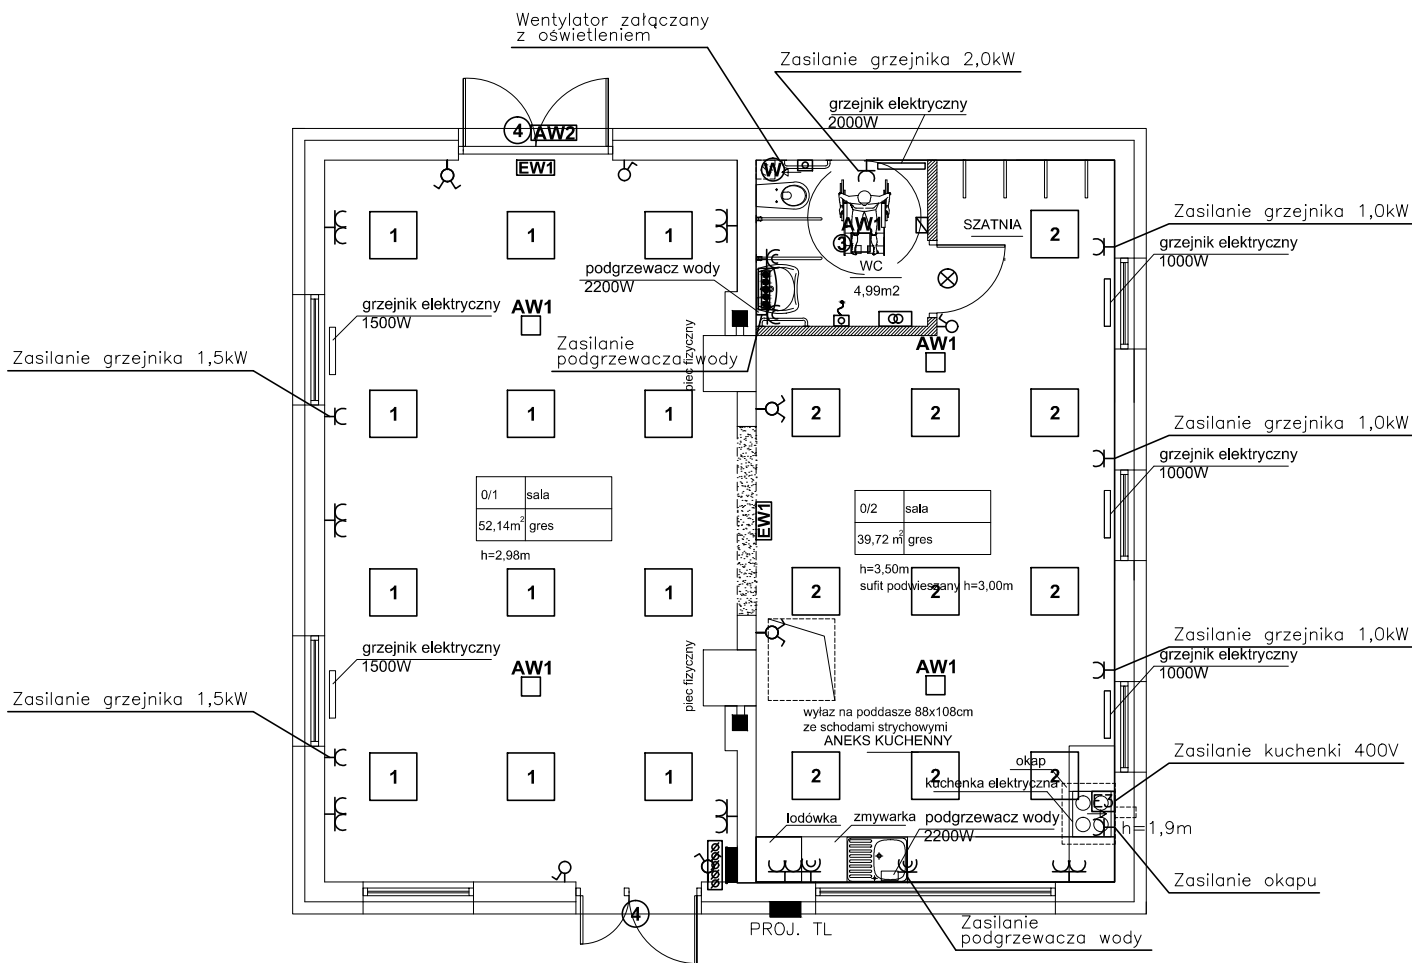 Wentylator załączany
z oświetleniem
Zasilanie grzejnika 2,0kW
grzejnik elektryczny
2000W
4
AW2
EW1
W
1
1
1
AW1
3
WC
4,99m2
SZATNIA
2
Zasilanie grzejnika 1,0kW
grzejnik elektryczny
1000W
podgrzewacz wody
2200W
grzejnik elektryczny
1500W
AW1
Zasilanie grzejnika 1,5kW
Zasilanie
podgrzewacza wody
piec fizyczny
AW1
1
1
1
2
2
2
Zasilanie grzejnika 1,0kW
grzejnik elektryczny
1000W
0/1 sala
52,14m2 gres
h=2,98m
EW1
0/2 sala
39,72 m2 gres
h=3,50m
sufit podwieszany h=3,00m
1
1
1
2
2
2
Zasilanie grzejnika 1,0kW
grzejnik elektryczny
1000W
grzejnik elektryczny
1500W
Zasilanie grzejnika 1,5kW
AW1
piec fizyczny
AW1
wyłaz na poddasze 88x108cm
ze schodami strychowymi
ANEKS KUCHENNY
1
1
1
2
2
2
okap
kuchenka elektryczna
Zasilanie kuchenki 400V
E3
h=1,9m
lodówka
zmywarka
podgrzewacz wody
2200W
Zasilanie okapu
4
PROJ. TL
Zasilanie
podgrzewacza wody